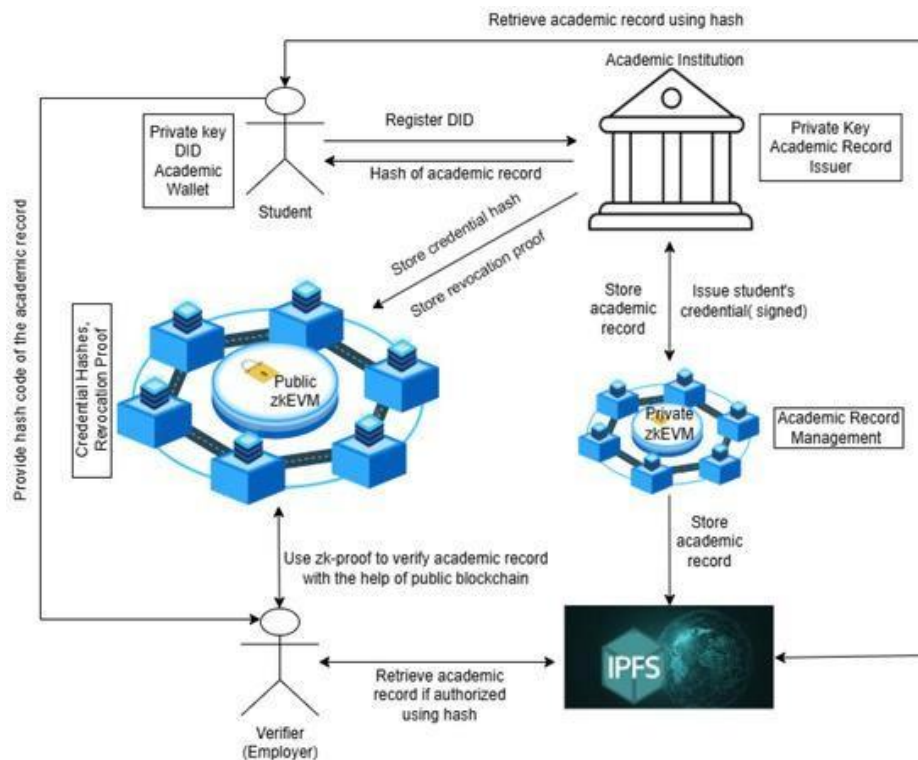 Retrieve academic record using hash
Academic Institution
Private key
DID
Academic
Wallet
Register DID
Hash of academic record
Student
Private Key
Academic Record
Issuer
Store credential hash
Store revocation proof
Store
academic
record
Issue student's
credential( signed)
Provide hash code of the academic record
Credential Hashes,
Revocation Proof
Public
zkEVM
Private
zkEVM
Academic Record
Management
Use zk-proof to verify academic record
with the help of public blockchain
Store
academic
record
IPFS
Retrieve academic
record if authorized
using hash
Verifier
(Employer)